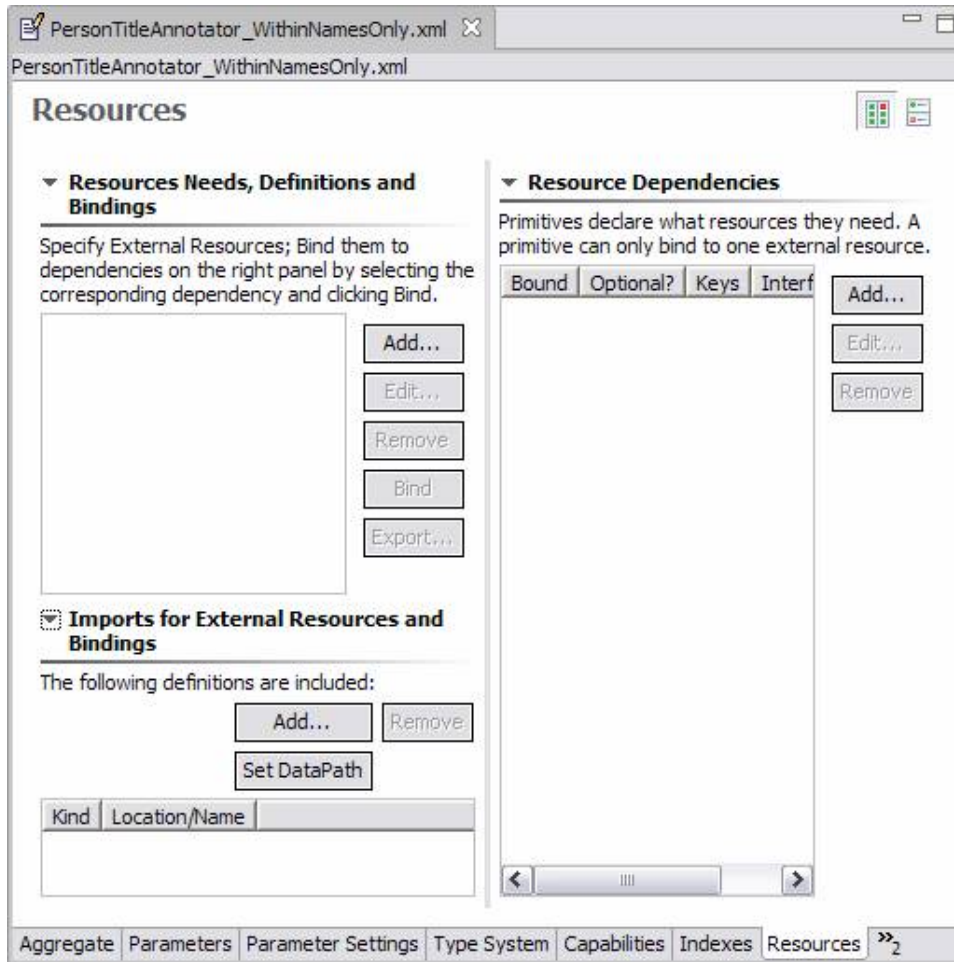 PersonTitleAnnotator_WithinNamesOnly.xml
PersonTitleAnnotator_WithinNamesOnly.xml
Resources
Resources Needs, Definitions and
Bindings
Specify External Resources; Bind them to
dependencies on the right panel by selecting the
corresponding dependency and clicking Bind.
Add...
Edit...
Remove
Bind
Export...
Imports for External Resources and
Bindings
The following definitions are included:
Add... Remove
Set DataPath
Kind Location/Name
Resource Dependencies
Primitives declare what resources they need. A
primitive can only bind to one external resource.
Bound Optional? Keys Interf
Add...
Edit...
Remove
Aggregate Parameters Parameter Settings Type System Capabilities Indexes Resources »2